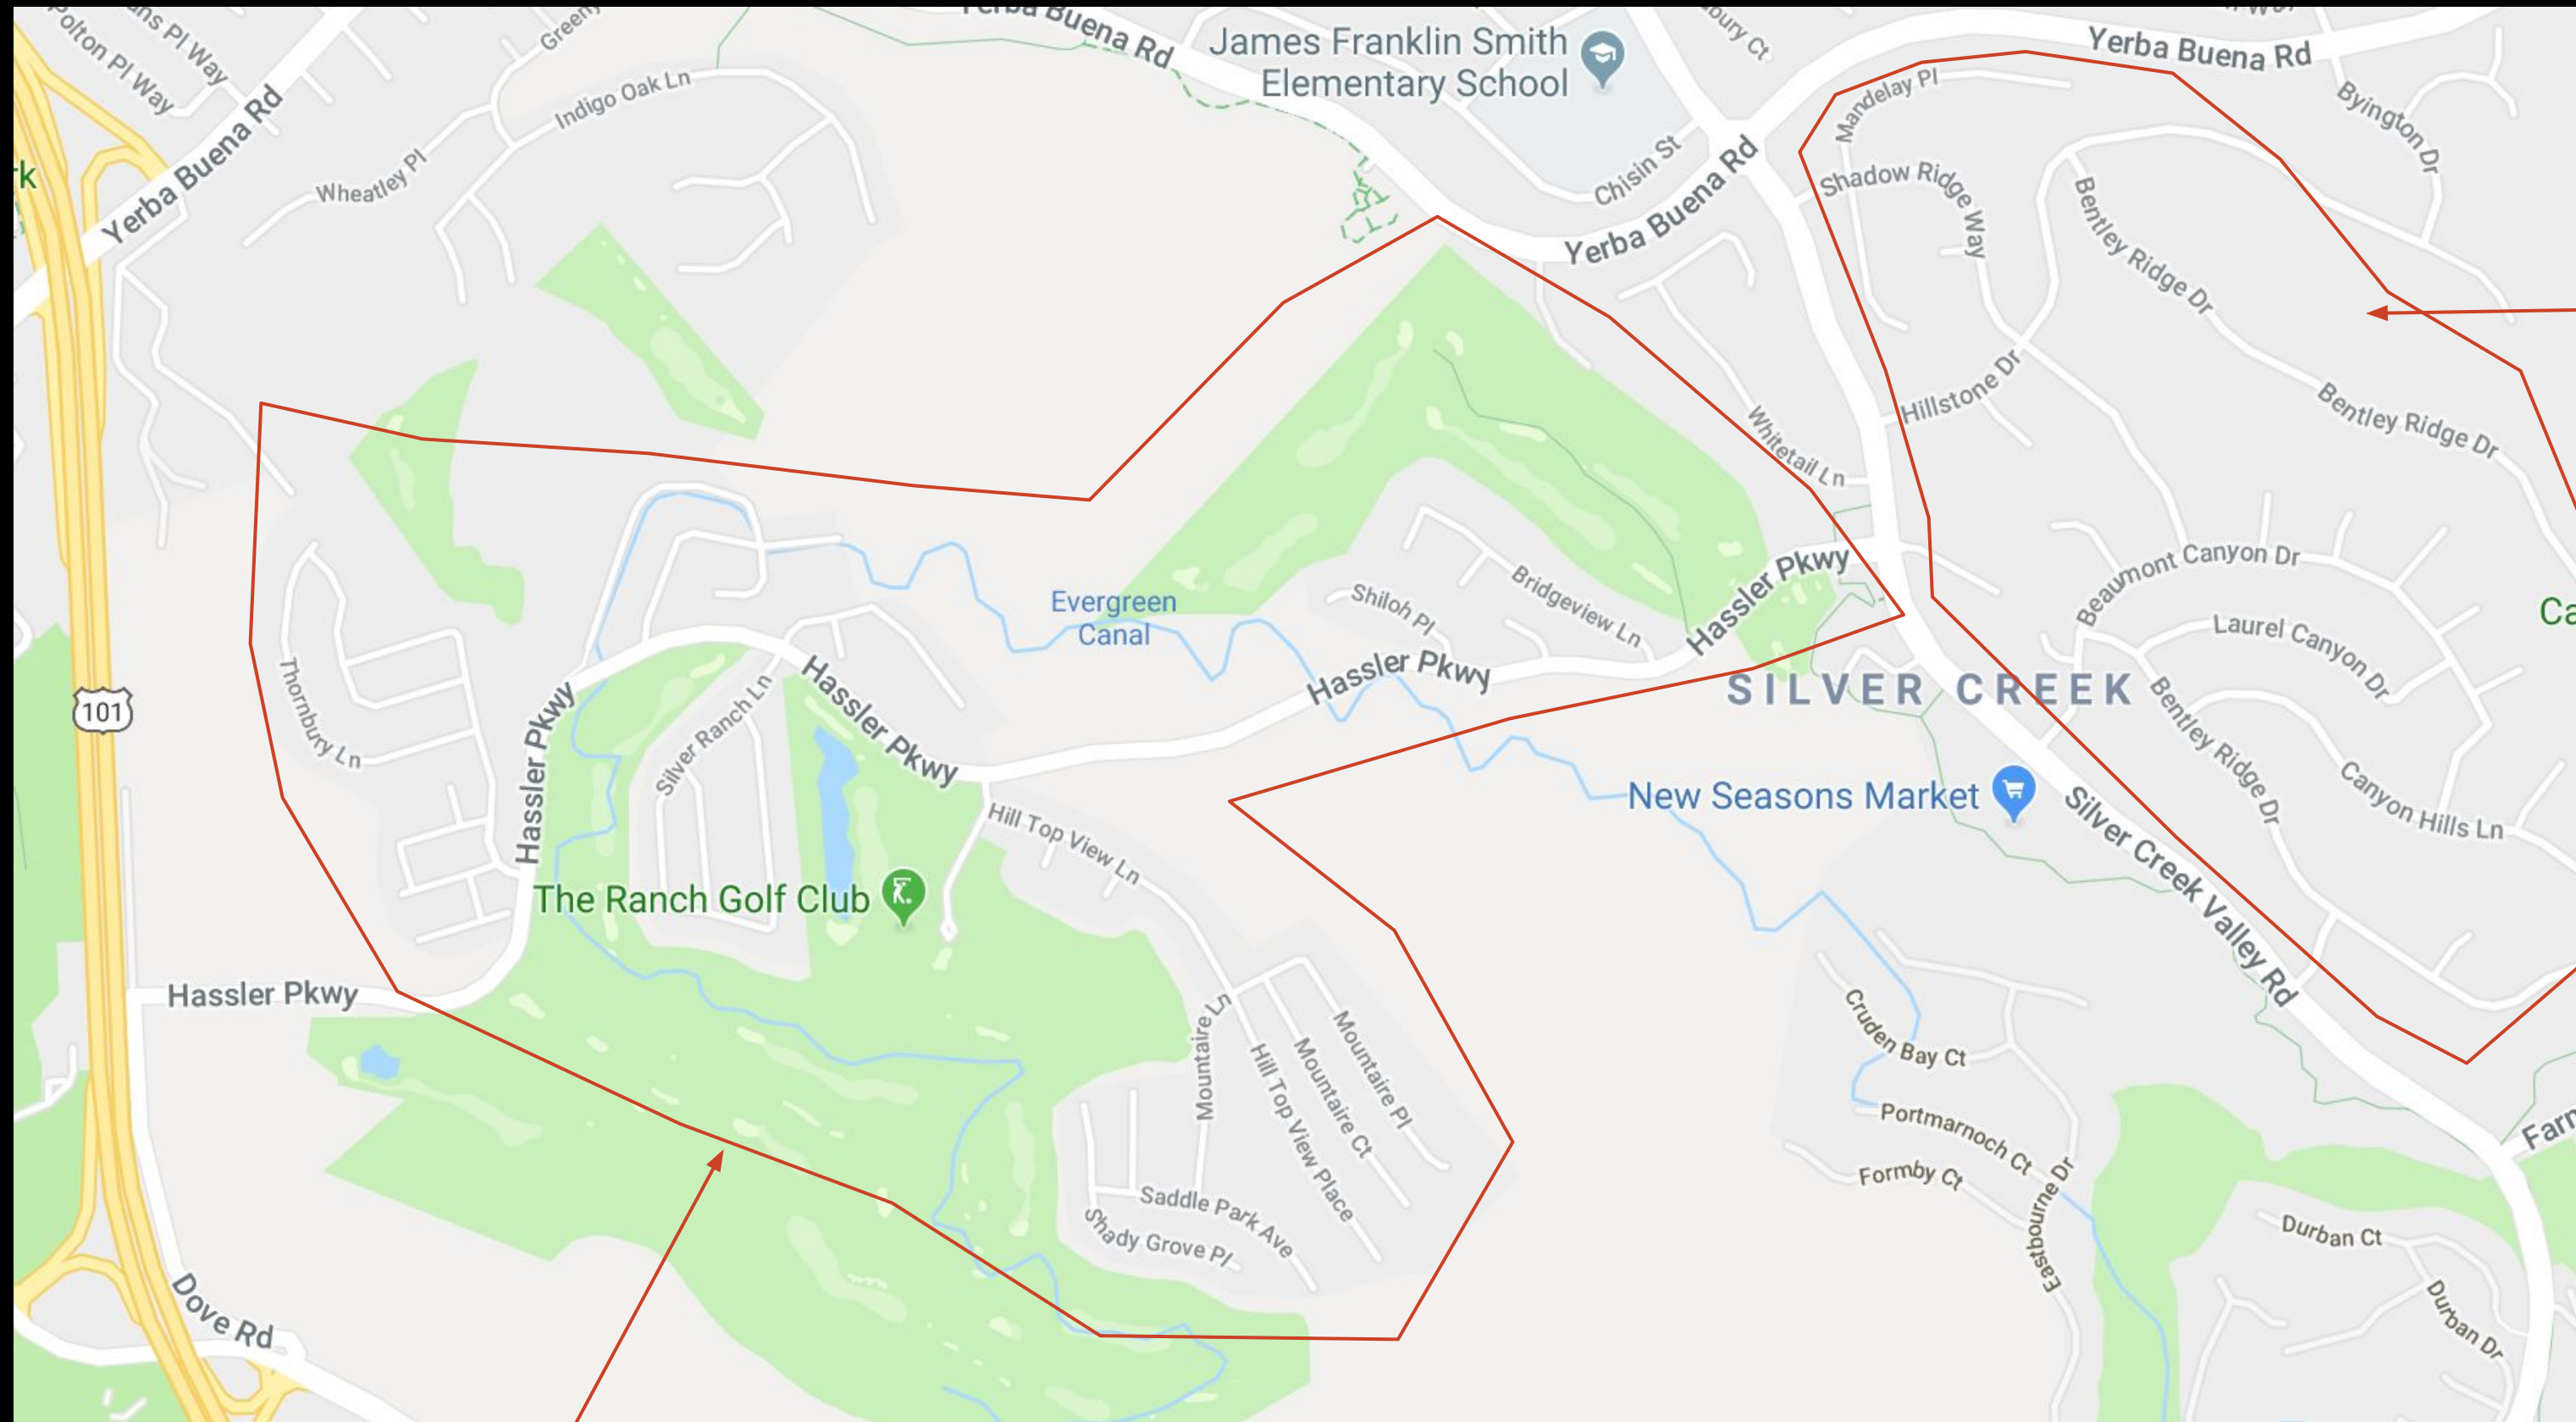 Yerba Buena Rd
James Franklin Smith
Elementary School
Yerba Buena Rd
Indigo Oak Ln
Mandelay Pl
Byington Dr
Yerba Buena Rd
Wheatley Pl
Chisin St
Yerba Buena Rd
Shadow Ridge Way
Bentley Ridge Dr
Hillstone Dr
Bentley Ridge Dr
Whitetail Ln
Hassler Pkwy
Beaumont Canyon Dr
Evergreen
Canal
Shiloh Pl
Bridgeview Ln
Laurel Canyon Dr
Hassler Pkwy
Hassler Pkwy
SILVER CREEK
101
Thornbury Ln
Hassler Pkwy
Silver Ranch Ln
Bentley Ridge Dr
New Seasons Market
Canyon Hills Ln
Hill Top View Ln
Silver Creek Valley Rd
The Ranch Golf Club
Hassler Pkwy
Mountaire Ln
Hill Top View Place
Mountaire Ct
Mountaire Pl
Cruden Bay Ct
Portmarnoch Ct
Formby Ct
Eastbourne Dr
Saddle Park Ave
Shady Grove Pl
Durban Ct
Durban Dr
Dove Rd